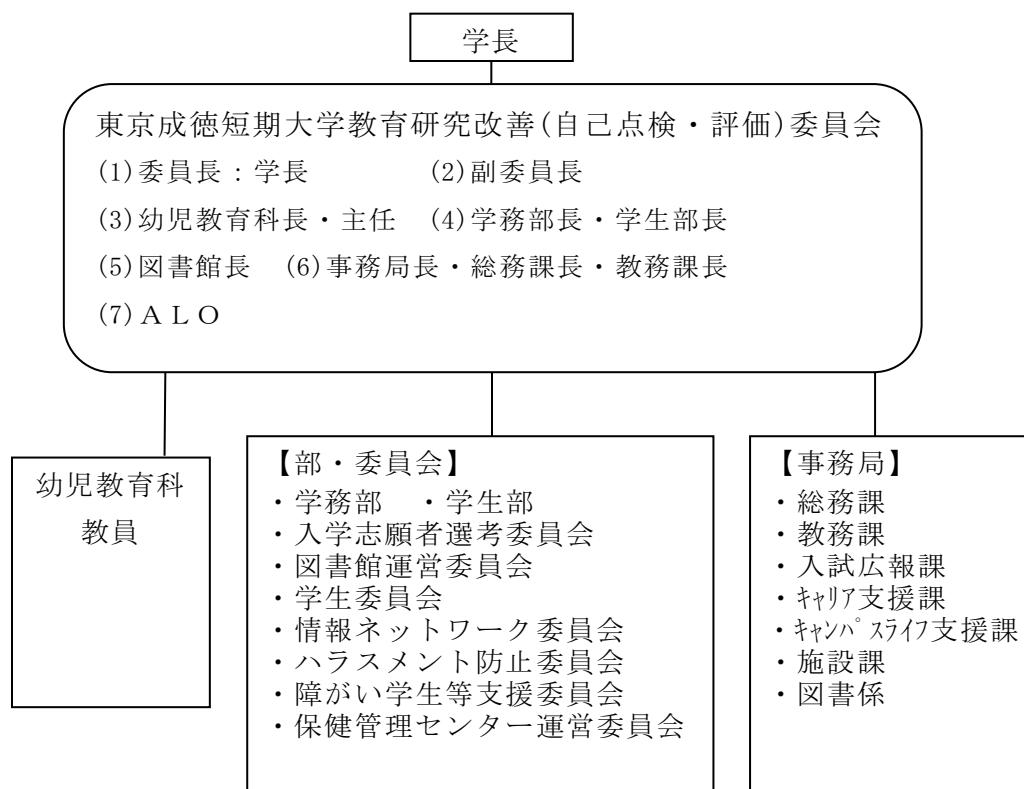 学長
東京成徳短期大学教育研究改善(自己点検・評価)委員会
(1)委員長：学長　　(2)副委員長
(3)幼児教育科長・主任　(4)学務部長・学生部長
(5)図書館長　(6)事務局長・総務課長・教務課長
(7)ＡＬＯ
幼児教育科
教員
【部・委員会】
・学務部　・学生部
・入学志願者選考委員会
・図書館運営委員会
・学生委員会
・情報ネットワーク委員会
・ハラスメント防止委員会
・障がい学生等支援委員会
・保健管理センター運営委員会
【事務局】
・総務課
・教務課
・入試広報課
・ｷｬﾘｱ支援課
・ｷｬﾝﾊﾟｽﾗｲﾌ支援課
・施設課
・図書係